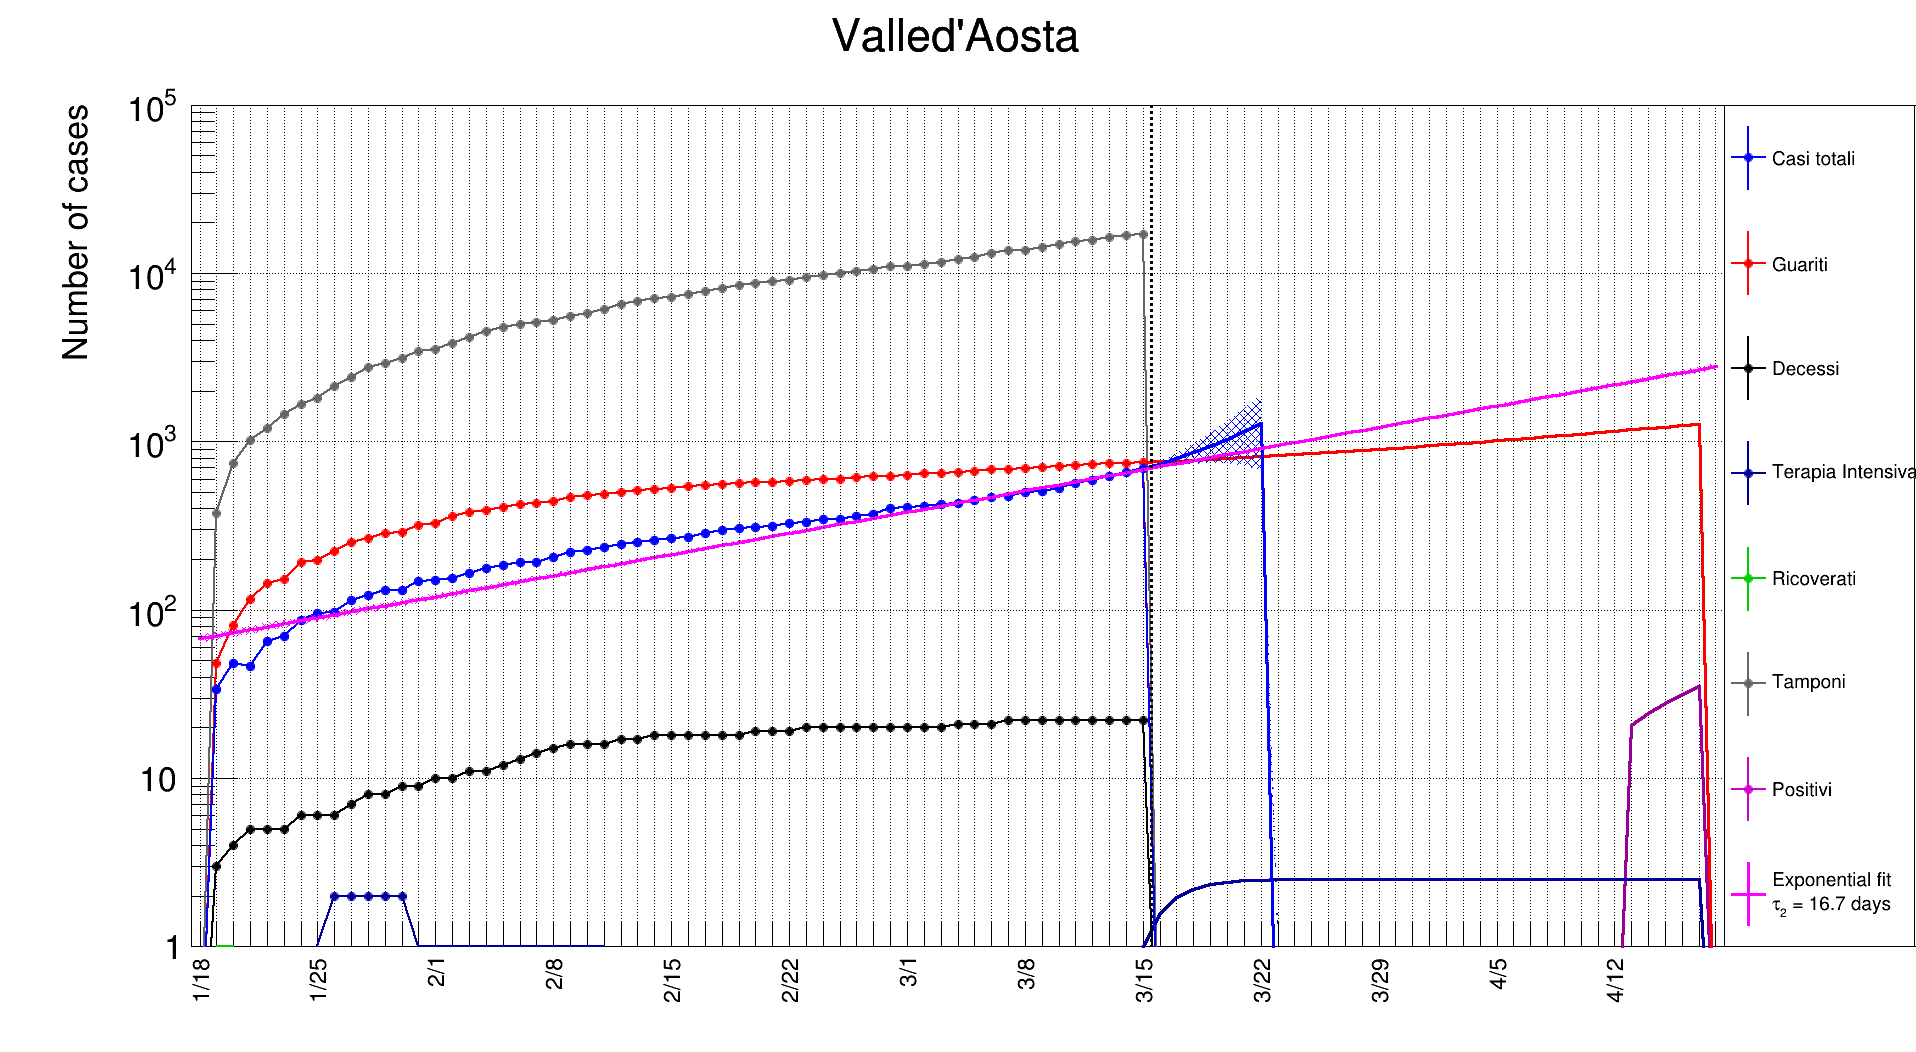 Valled'Aosta
Number of cases
10^5
10^4
10^3
10^2
10
1
1/18
1/25
2/1
2/8
2/15
2/22
3/1
3/8
3/15
3/22
3/29
4/5
4/12
Casi totali
Guariti
Decessi
Terapia Intensiva
Ricoverati
Tamponi
Positivi
Exponential fit
τ₂ = 16.7 days